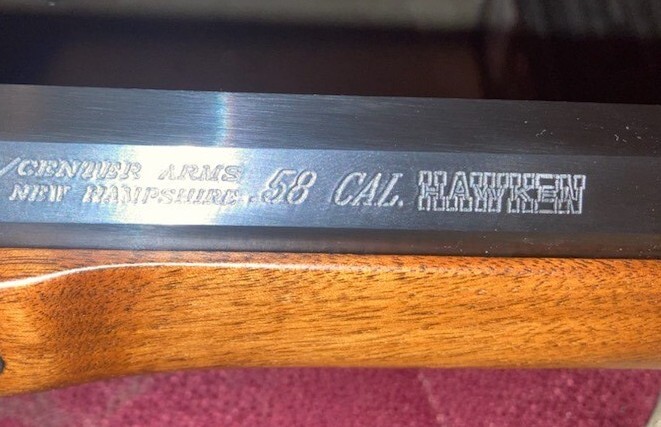 /CENTER ARMS
NEW HAMPSHIRE. .58 CAL. HAWKEN